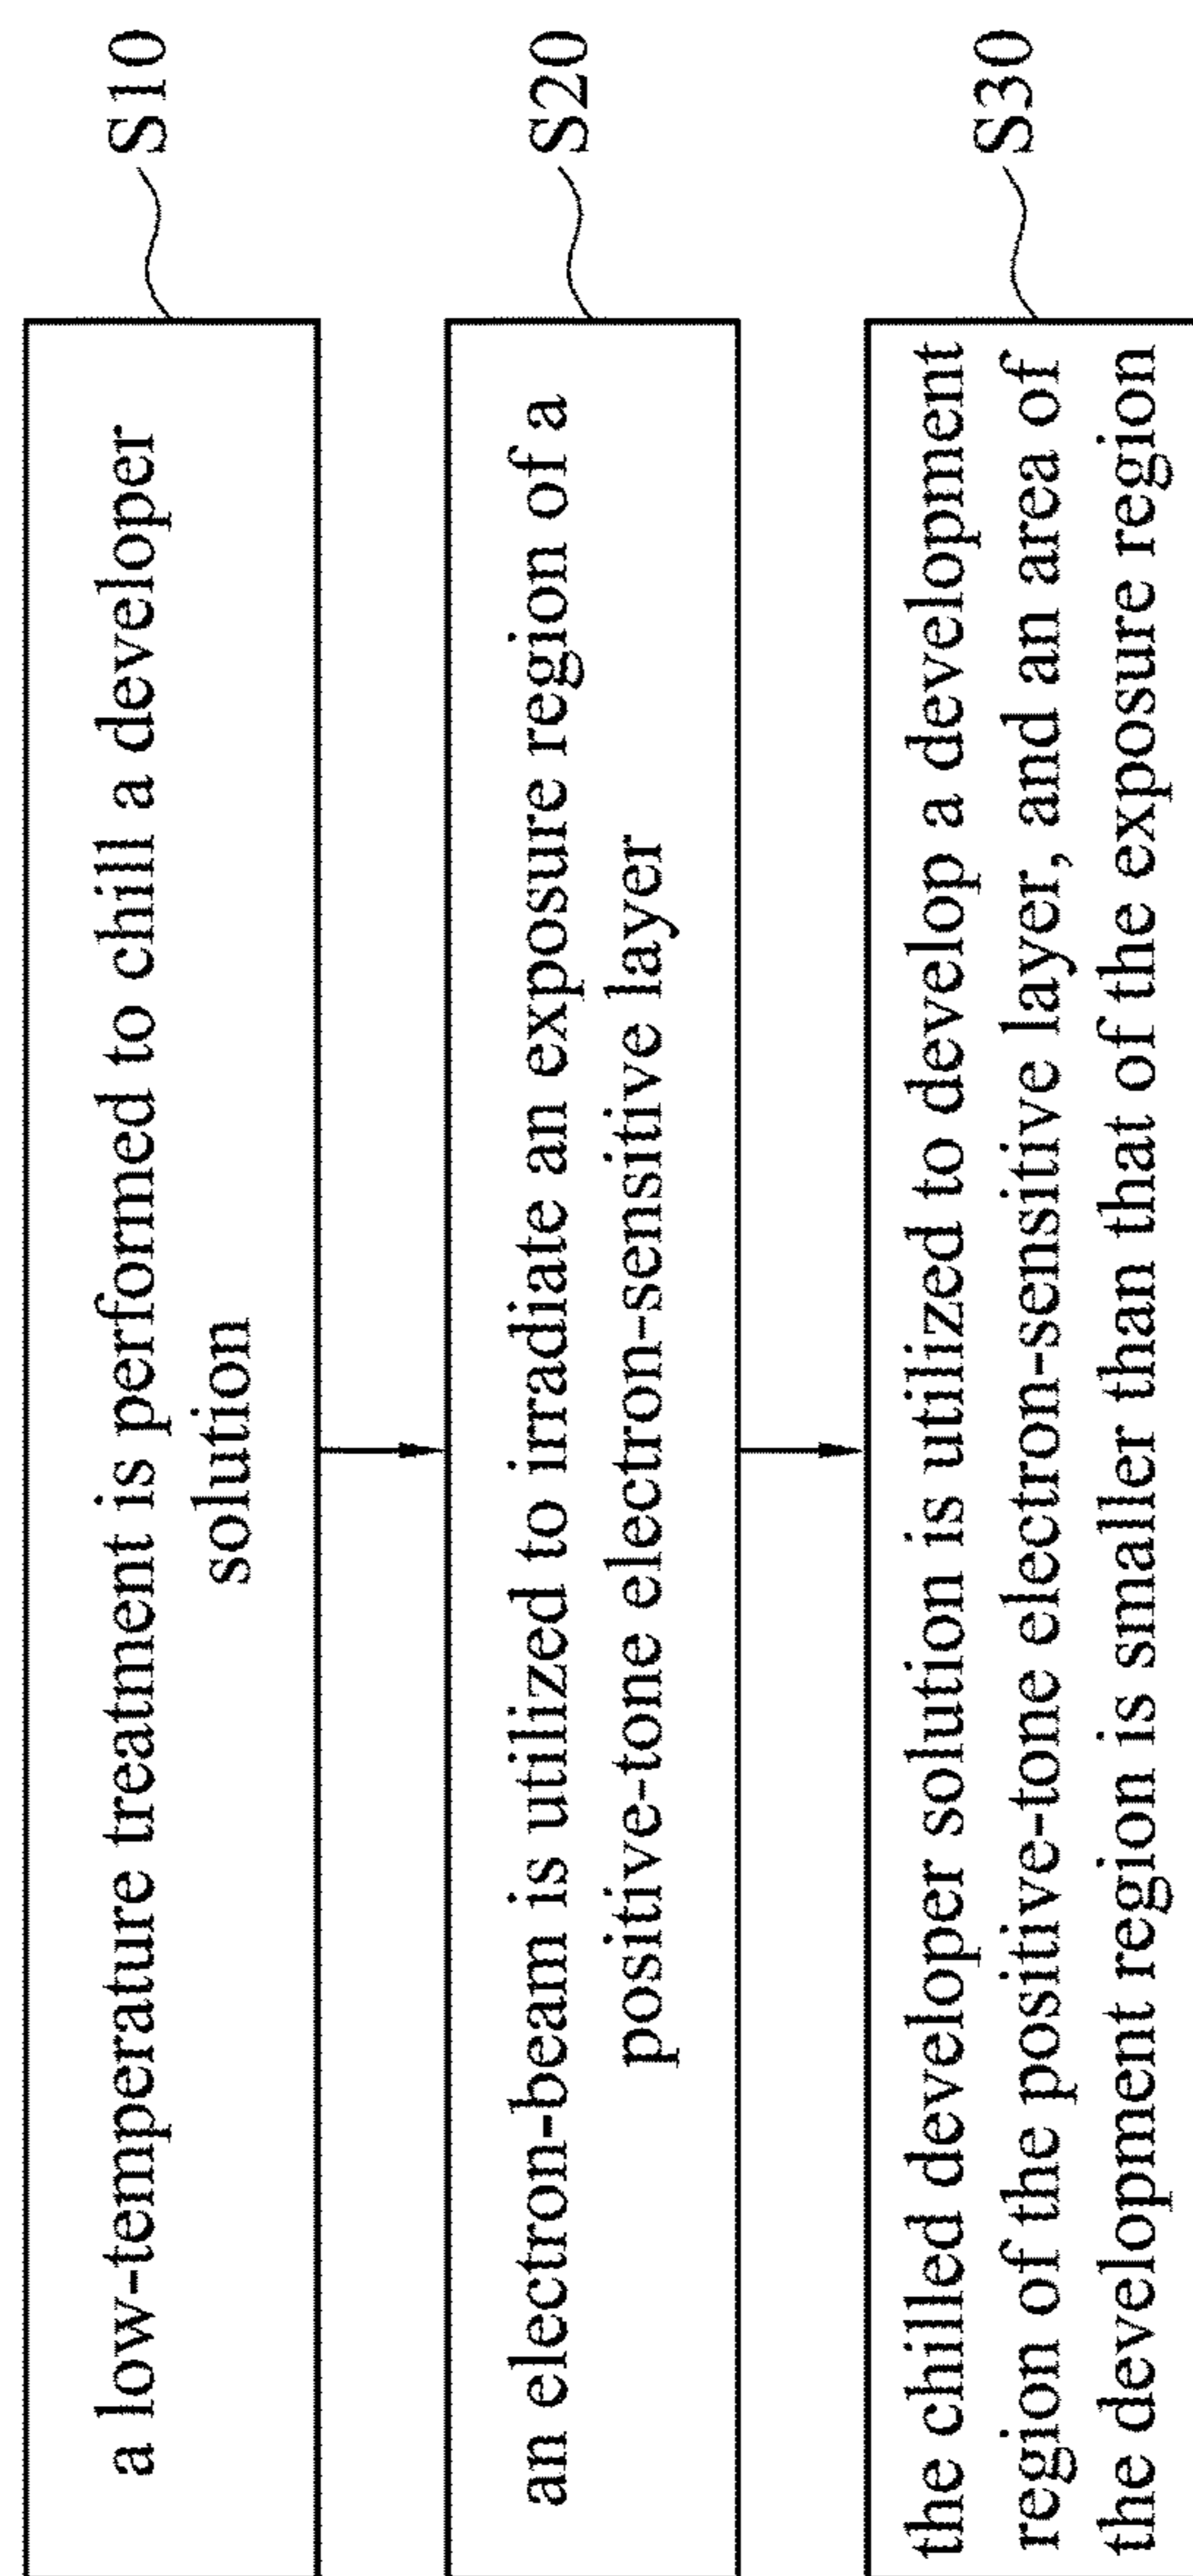 a low-temperature treatment is performed to chill a developer
solution
S10
an electron-beam is utilized to irradiate an exposure region of a
positive-tone electron-sensitive layer
S20
the chilled developer solution is utilized to develop a development
region of the positive-tone electron-sensitive layer, and an area of
the development region is smaller than that of the exposure region
S30